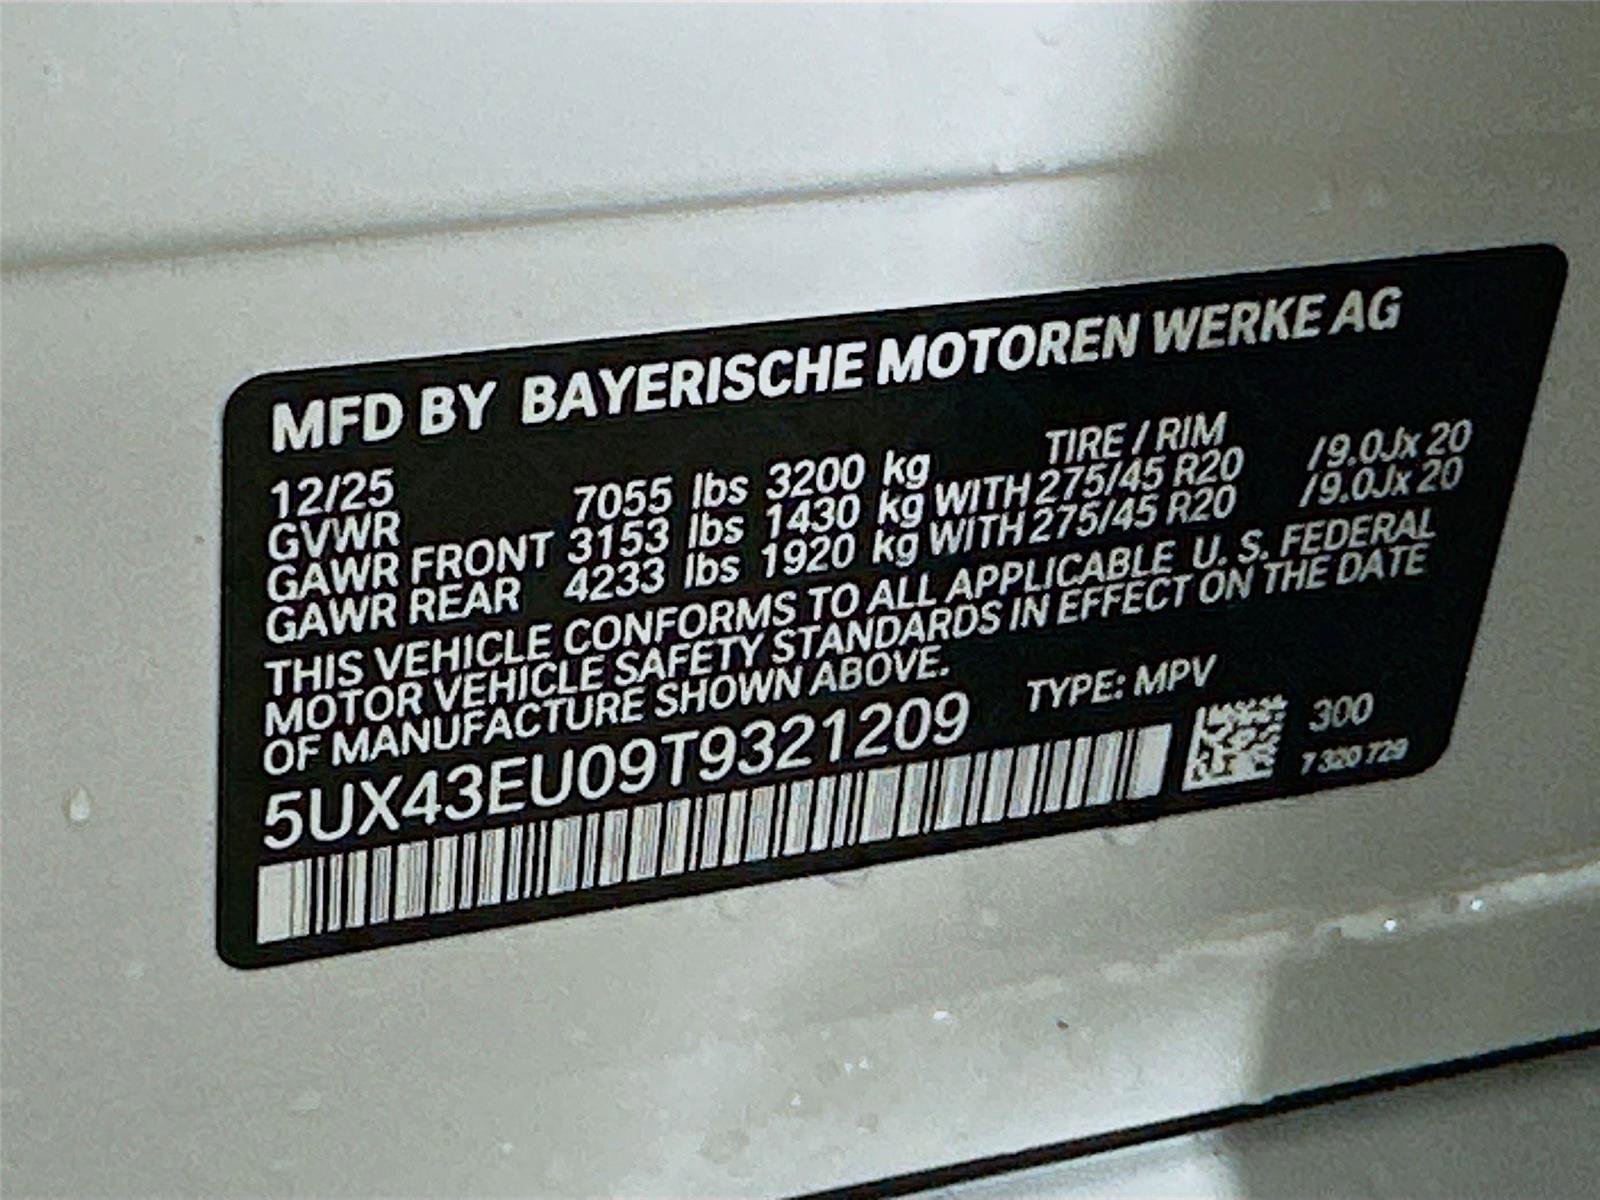 MFD BY BAYERISCHE MOTOREN WERKE AG
12/25 TIRE / RIM
GVWR 7055 lbs 3200 kg
GAWR FRONT 3153 lbs 1430 kg WITH 275/45 R20 /9.0Jx 20
GAWR REAR 4233 lbs 1920 kg WITH 275/45 R20 /9.0Jx 20
THIS VEHICLE CONFORMS TO ALL APPLICABLE U. S. FEDERAL
MOTOR VEHICLE SAFETY STANDARDS IN EFFECT ON THE DATE
OF MANUFACTURE SHOWN ABOVE.
5UX43EU09T9321209 TYPE: MPV
300
7 320 729